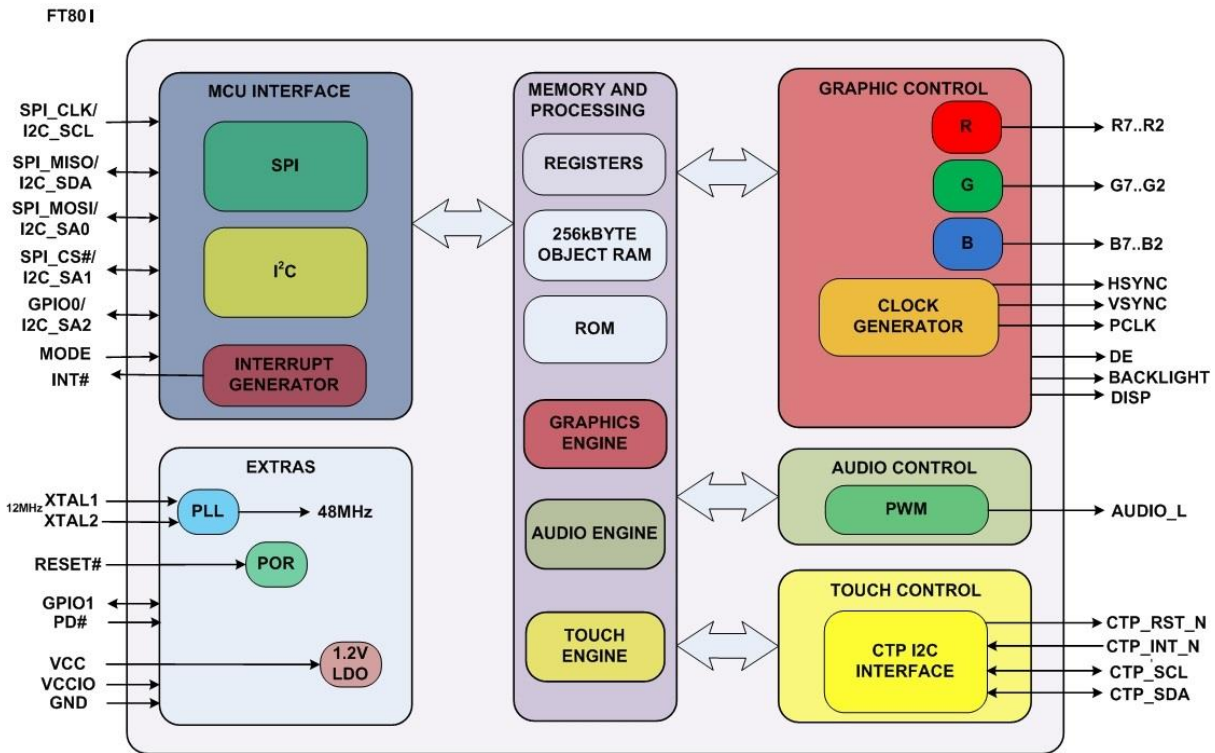 FT801
MCU INTERFACE
SPI_CLK/
I2C_SCL
SPI_MISO/
I2C_SDA
SPI_MOSI/
I2C_SA0
SPI_CS#/
I2C_SA1
GPIO0/
I2C_SA2
MODE
INT#
SPI
I²C
INTERRUPT
GENERATOR
EXTRAS
12MHz
XTAL1
XTAL2
PLL
48MHz
RESET#
POR
GPIO1
PD#
VCC
VCCIO
GND
1.2V
LDO
MEMORY AND
PROCESSING
REGISTERS
256kBYTE
OBJECT RAM
ROM
GRAPHICS
ENGINE
AUDIO ENGINE
TOUCH
ENGINE
GRAPHIC CONTROL
R
R7..R2
G
G7..G2
B
B7..B2
CLOCK
GENERATOR
HSYNC
VSYNC
PCLK
DE
BACKLIGHT
DISP
AUDIO CONTROL
PWM
AUDIO_L
TOUCH CONTROL
CTP I2C
INTERFACE
CTP_RST_N
CTP_INT_N
CTP_SCL
CTP_SDA